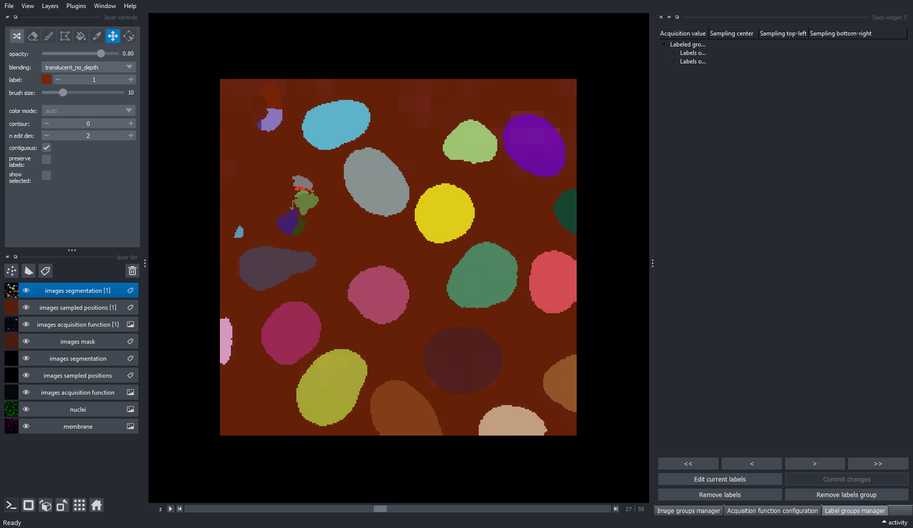 File View Layers Plugins Window Help
layer controls
opacity: 0.80
blending: translucent_no_depth
label: 1
brush size: 10
color mode: auto
contour: 0
n edit dim: 2
contiguous:
preserve
labels:
show
selected:
layer list
images segmentation [1]
images sampled positions [1]
images acquisition function [1]
images mask
images segmentation
images sampled positions
images acquisition function
nuclei
membrane
z 27 59
Ready
Dock widget 3
Acquisition value Sampling center Sampling top-left Sampling bottom-right
Labeled gro...
Labels o...
Labels o...
<< < > >>
Edit current labels Commit changes
Remove labels Remove labels group
Image groups manager Acquisition function configuration Label groups manager
activity